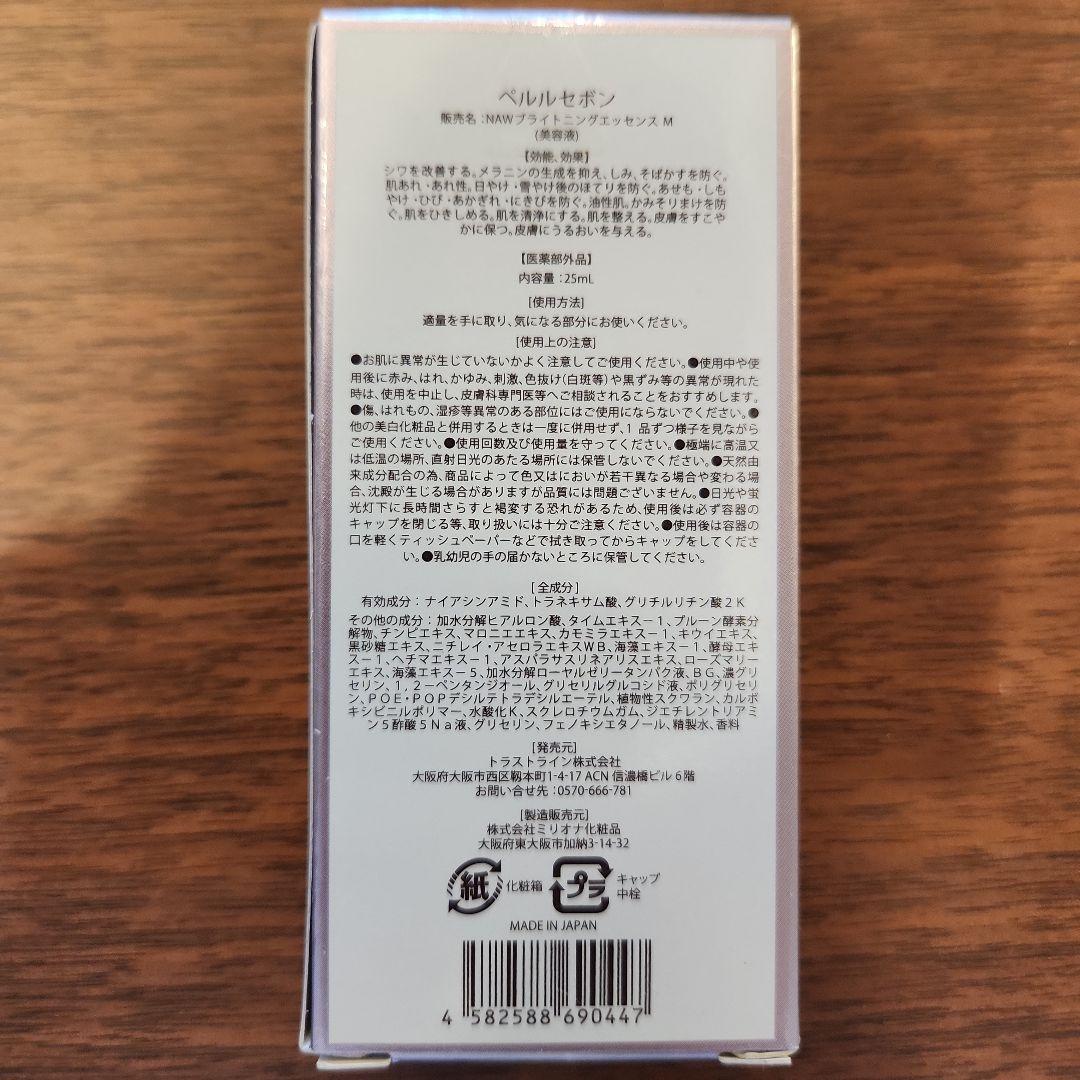 ペルルセボン
販売名：NAWブライトニングエッセンス M
(美容液)
【効能、効果】
シワを改善する。メラニンの生成を抑え、しみ、そばかすを防ぐ。
肌あれ・あれ性。日やけ・雪やけ後のほてりを防ぐ。あせも・しも
やけ・ひび・あかぎれ・にきびを防ぐ。油性肌。かみそりまけを防
ぐ。肌をひきしめる。肌を清浄にする。肌を整える。皮膚をすこや
かに保つ。皮膚にうるおいを与える。
【医薬部外品】
内容量：25mL
[使用方法]
適量を手に取り、気になる部分にお使いください。
[使用上の注意]
●お肌に異常が生じていないかよく注意してご使用ください。●使用中や使
用後に赤み、はれ、かゆみ、刺激、色抜け(白斑等)や黒ずみ等の異常が現れた
時は、使用を中止し、皮膚科専門医等へご相談されることをおすすめします。
●傷、はれもの、湿疹等異常のある部位にはご使用にならないでください。●
他の美白化粧品と併用するときは一度に併用せず、1 品ずつ様子を見ながら
ご使用ください。●使用回数及び使用量を守ってください。●極端に高温又
は低温の場所、直射日光のあたる場所には保管しないでください。●天然由
来成分配合の為、商品によって色又はにおいが若干異なる場合や変わる場
合、沈殿が生じる場合がありますが品質には問題ございません。●日光や蛍
光灯下に長時間さらすと褐変する恐れがあるため、使用後は必ず容器の
キャップを閉じる等、取り扱いには十分ご注意ください。●使用後は容器の
口を軽くティッシュペーパーなどで拭き取ってからキャップをしてくださ
い。●乳幼児の手の届かないところに保管してください。
[全成分]
有効成分：ナイアシンアミド、トラネキサム酸、グリチルリチン酸２K
その他の成分：加水分解ヒアルロン酸、タイムエキス－1、プルーン酵素分
解物、チンピエキス、マロニエエキス、カモミラエキス－1、キウイエキス、
黒砂糖エキス、ニチレイ・アセロラエキスＷＢ、海藻エキス－1、酵母エキ
ス－1、ヘチマエキス－1、アスパラサスリネアリスエキス、ローズマリー
エキス、海藻エキス－5、加水分解ローヤルゼリータンパク液、ＢＧ、濃グリ
セリン、1,2－ペンタンジオール、グリセリルグルコシド液、ポリグリセリ
ン、ＰＯＥ・ＰＯＰデシルテトラデシルエーテル、植物性スクワラン、カルボ
キシビニルポリマー、水酸化K、スクレロチウムガム、ジエチレントリアミ
ン５酢酸５Ｎａ液、グリセリン、フェノキシエタノール、精製水、香料
[発売元]
トラストライン株式会社
大阪府大阪市西区靱本町1-4-17 ACN 信濃橋ビル 6 階
お問い合せ先：0570-666-781
[製造販売元]
株式会社ミリオナ化粧品
大阪府東大阪市加納3-14-32
紙 化粧箱 プラ キャップ
中栓
MADE IN JAPAN
4 582588 690447